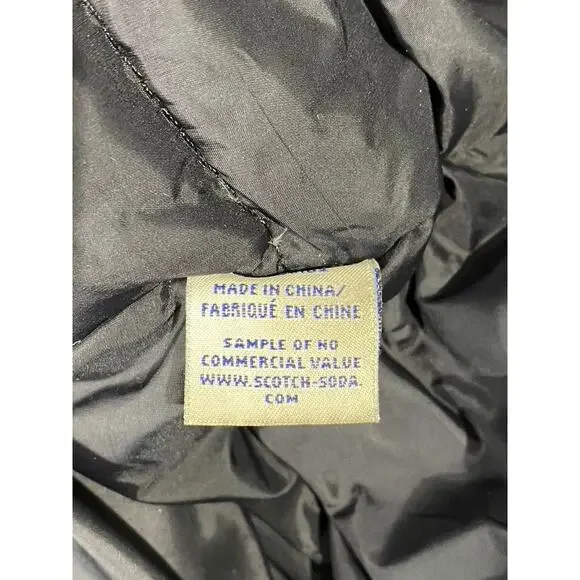 MADE IN CHINA/
FABRIQUÉ EN CHINE
SAMPLE OF NO
COMMERCIAL VALUE
WWW.SCOTCH-SODA.
COM